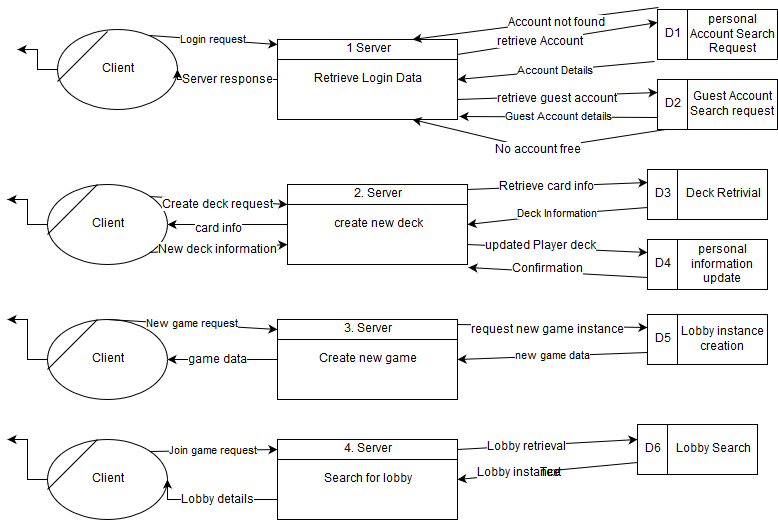 Account not found
personal
Account Search
Request
D1
Login request
retrieve Account
1 Server
Client
Server response
Retrieve Login Data
Account Details
retrieve guest account
D2
Guest Account
Search request
Guest Account details
No account free
2. Server
Retrieve card info
D3
Deck Retrivial
Create deck request
Client
card info
create new deck
Deck Information
New deck information
updated Player deck
D4
personal
information
update
Confirmation
New game request
3. Server
request new game instance
D5
Lobby instance
creation
Client
game data
Create new game
new game data
Join game request
4. Server
Lobby retrieval
D6
Lobby Search
Client
Search for lobby
Lobby instance
Lobby details